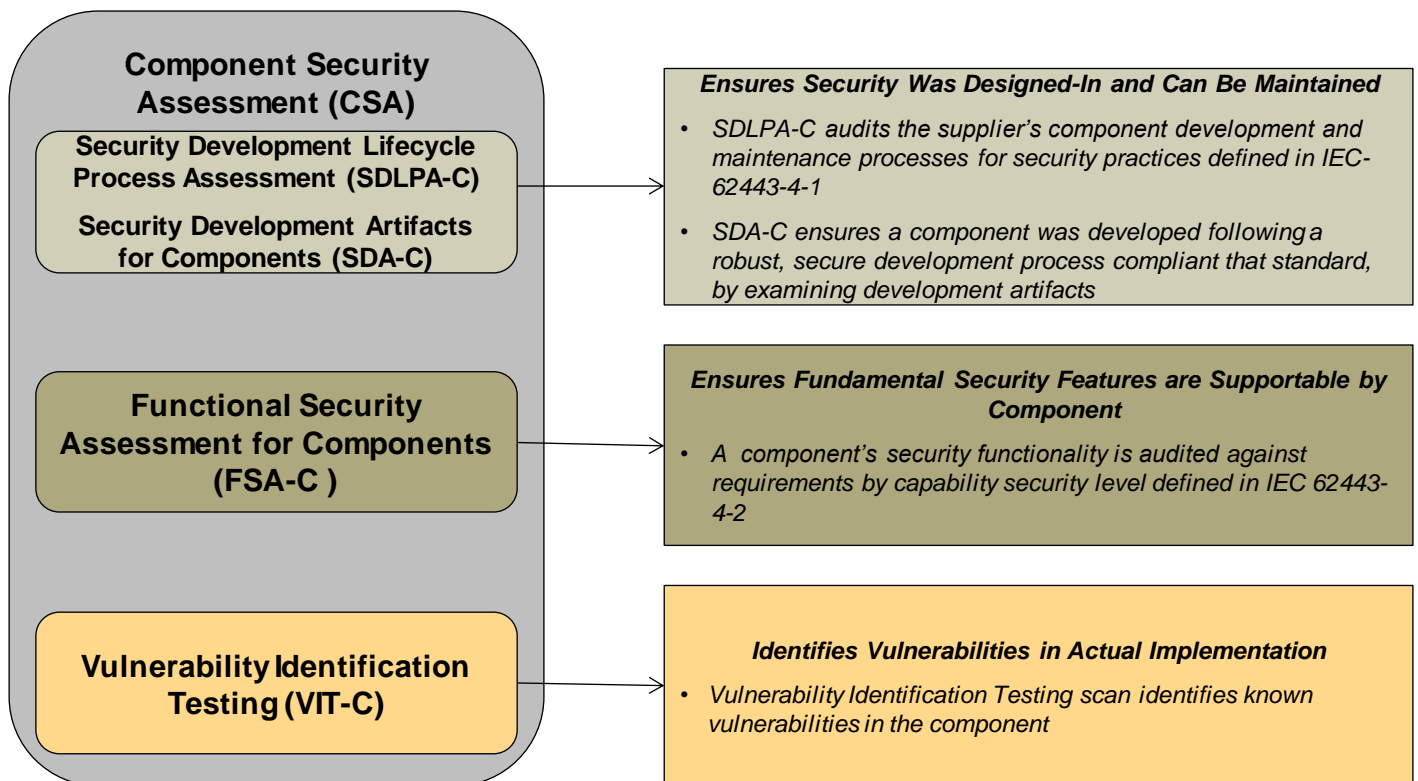 Component Security
Assessment (CSA)
Security Development Lifecycle
Process Assessment (SDLPA-C)
Security Development Artifacts
for Components (SDA-C)
Ensures Security Was Designed-In and Can Be Maintained
• SDLPA-C audits the supplier’s component development and
maintenance processes for security practices defined in IEC-
62443-4-1
• SDA-C ensures a component was developed following a
robust, secure development process compliant that standard,
by examining development artifacts
Functional Security
Assessment for Components
(FSA-C )
Ensures Fundamental Security Features are Supportable by
Component
• A component’s security functionality is audited against
requirements by capability security level defined in IEC 62443-
4-2
Vulnerability Identification
Testing (VIT-C)
Identifies Vulnerabilities in Actual Implementation
• Vulnerability Identification Testing scan identifies known
vulnerabilities in the component